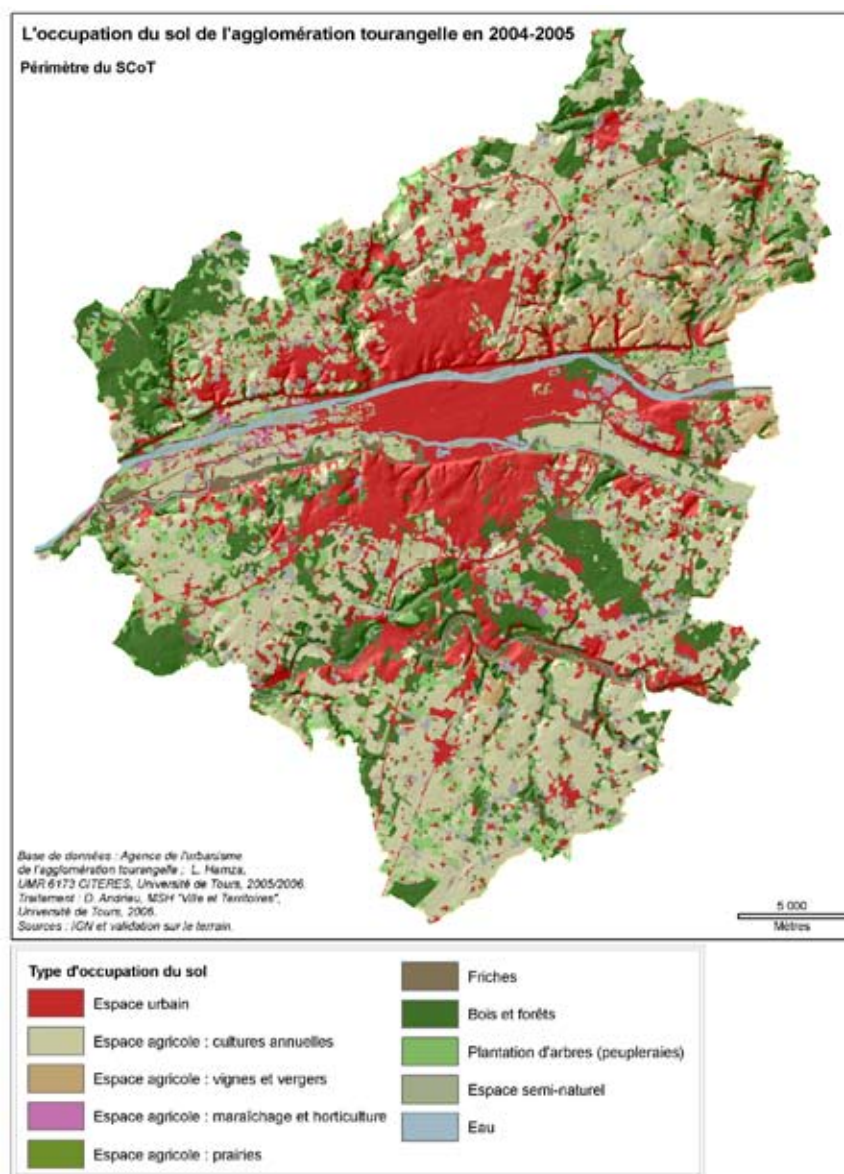 L'occupation du sol de l'agglomération tourangelle en 2004-2005
Périmètre du SCoT
Base de données : Agence de l'urbanisme
de l'agglomération tourangelle ; L. Hamza,
UMR 6173 CITERES, Université de Tours, 2005/2006.
Traitement : D. Andrieu, MSH "Ville et Territoires",
Université de Tours, 2006.
Sources : IGN et validation sur le terrain.
5 000
Mètres
Type d'occupation du sol
Espace urbain
Espace agricole : cultures annuelles
Espace agricole : vignes et vergers
Espace agricole : maraîchage et horticulture
Espace agricole : prairies
Friches
Bois et forêts
Plantation d'arbres (peupleraies)
Espace semi-naturel
Eau